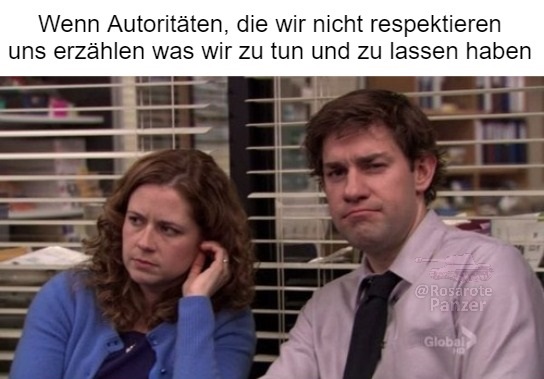 Wenn Autoritäten, die wir nicht respektieren
uns erzählen was wir zu tun und zu lassen haben
@Rosarote
Panzer
Global
HD